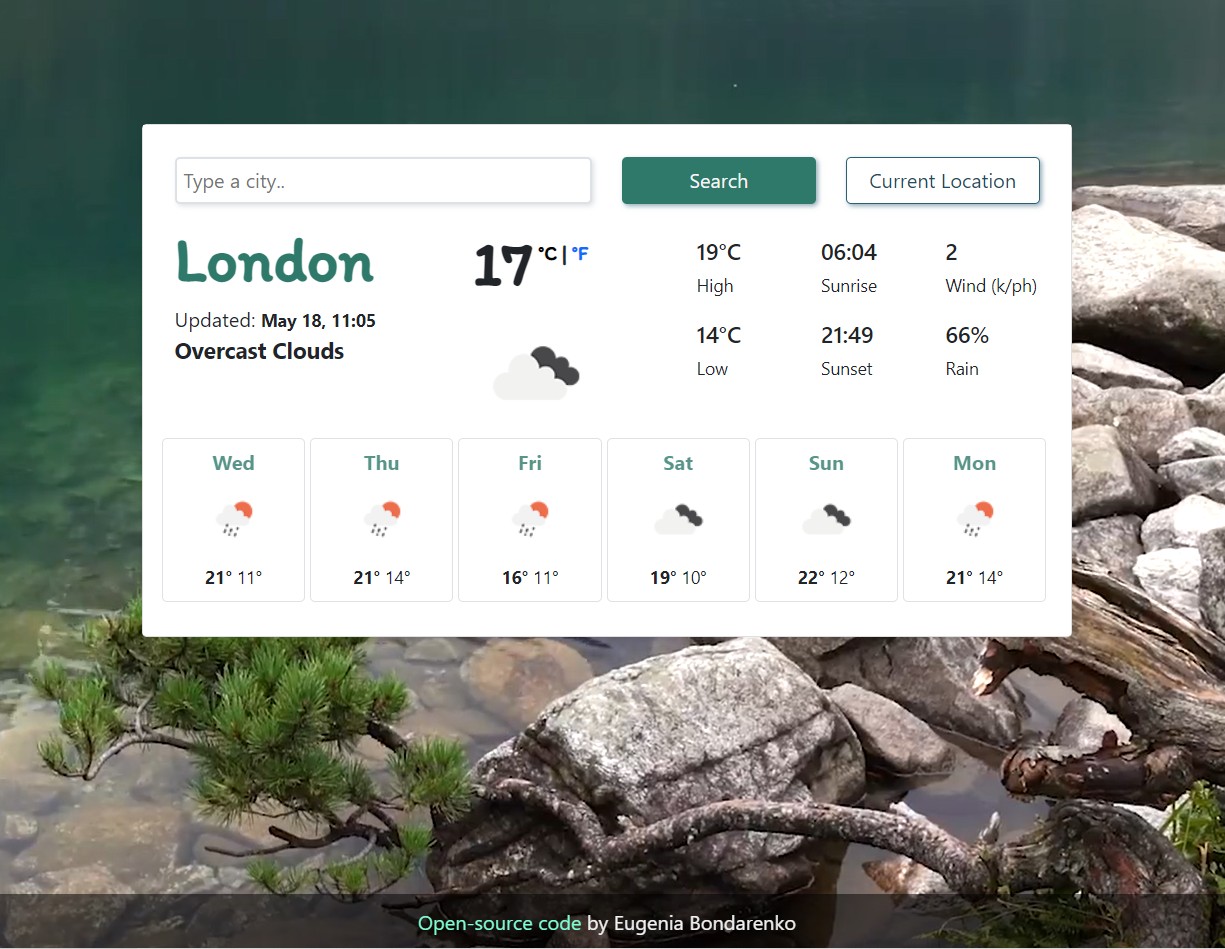 Type a city..
Search
Current Location
London
17 °C | °F
Updated: May 18, 11:05
Overcast Clouds
19°C 06:04 2
High Sunrise Wind (k/ph)
14°C 21:49 66%
Low Sunset Rain
Wed Thu Fri Sat Sun Mon
21° 11° 21° 14° 16° 11° 19° 10° 22° 12° 21° 14°
Open-source code by Eugenia Bondarenko